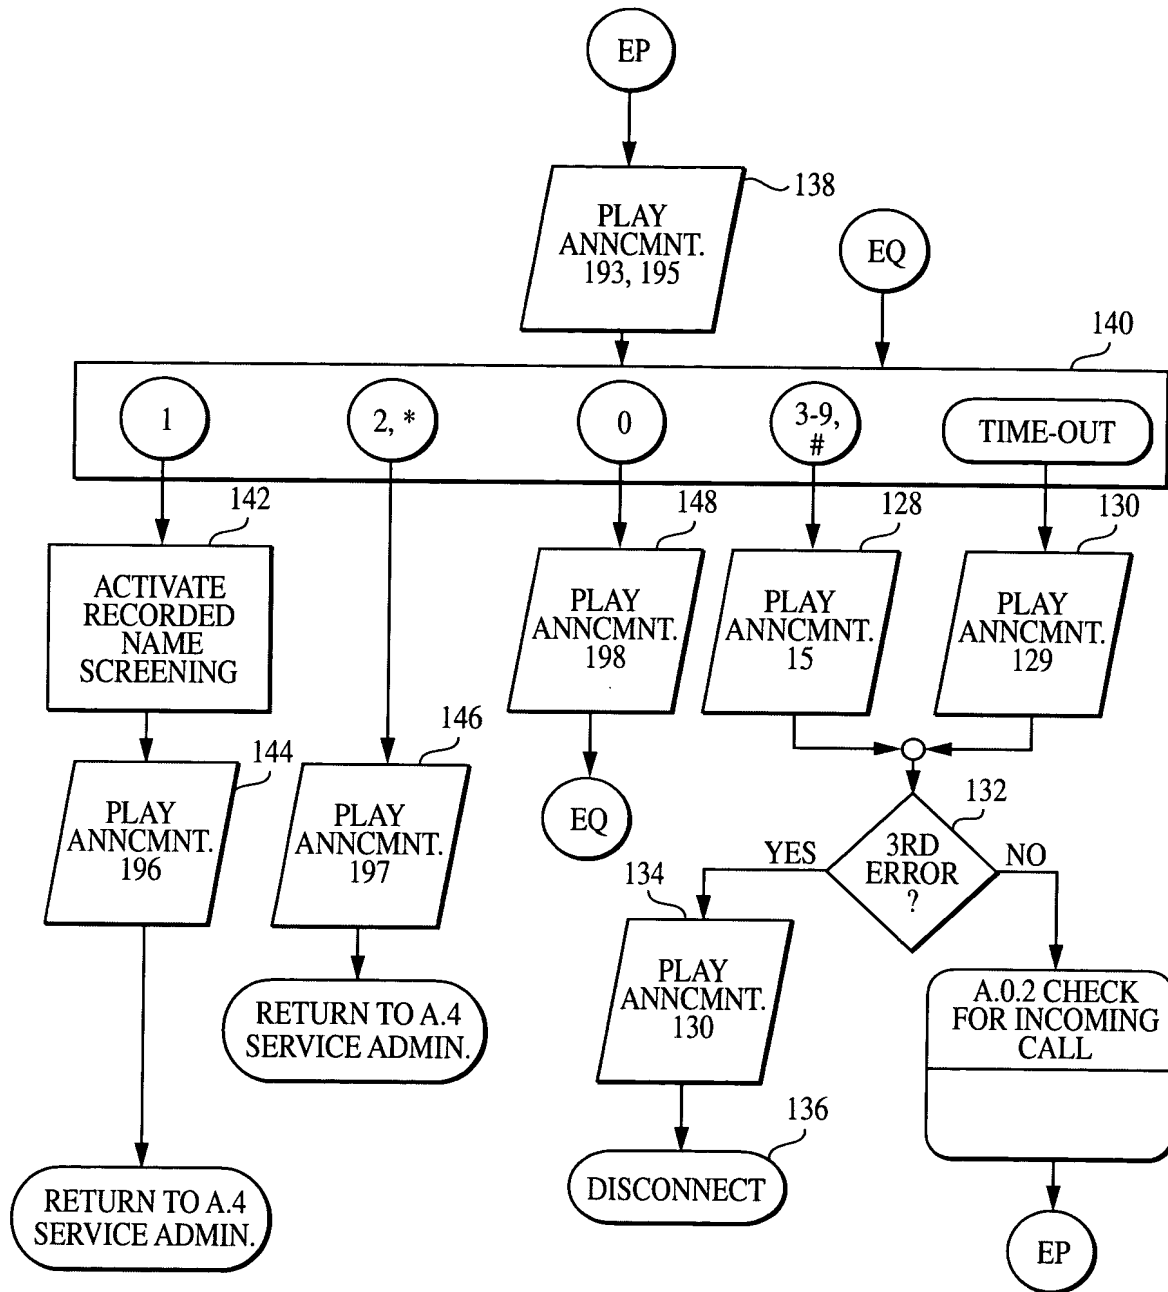 EP
138
PLAY
ANNCMNT.
193, 195
EQ
140
1
2, *
0
3-9,
#
TIME-OUT
142
148
128
130
ACTIVATE
RECORDED
NAME
SCREENING
PLAY
ANNCMNT.
198
PLAY
ANNCMNT.
15
PLAY
ANNCMNT.
129
144
PLAY
ANNCMNT.
196
146
PLAY
ANNCMNT.
197
EQ
132
3RD
ERROR
?
YES
NO
134
PLAY
ANNCMNT.
130
A.0.2 CHECK
FOR INCOMING
CALL
RETURN TO A.4
SERVICE ADMIN.
136
DISCONNECT
RETURN TO A.4
SERVICE ADMIN.
EP